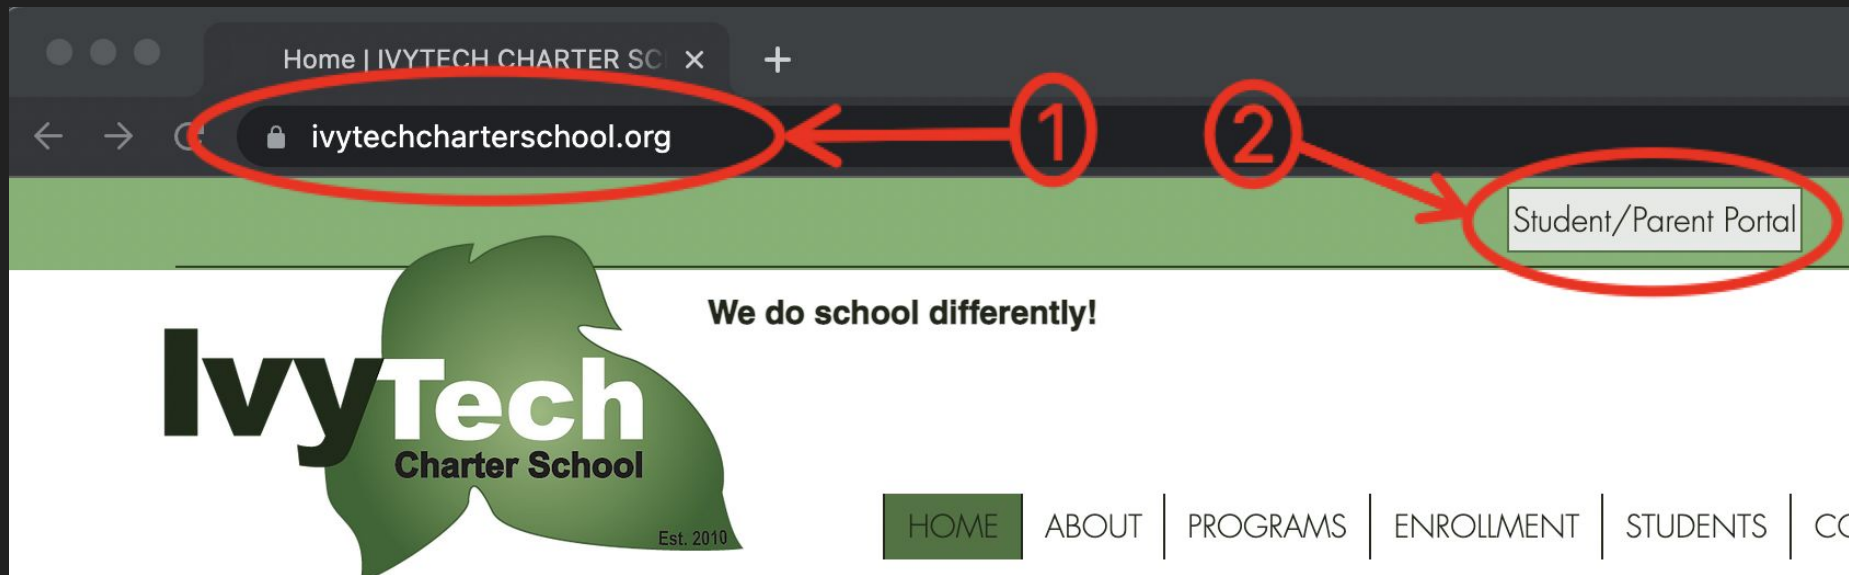 Home | IVYTECH CHARTER SC
ivytechcharterschool.org
1
2
Student/Parent Portal
We do school differently!
IvyTech
Charter School
Est. 2010
HOME
ABOUT
PROGRAMS
ENROLLMENT
STUDENTS
CO